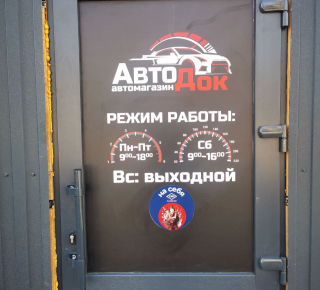 АвтоДок
автомагазин
РЕЖИМ РАБОТЫ:
Пн-Пт
9⁰⁰-18⁰⁰
Сб
9⁰⁰-16⁰⁰
Вс: выходной
на себя